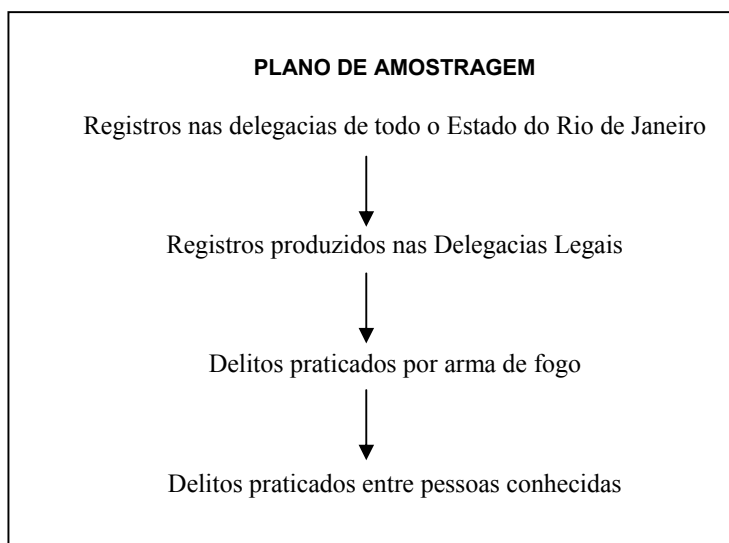 PLANO DE AMOSTRAGEM
Registros nas delegacias de todo o Estado do Rio de Janeiro
Registros produzidos nas Delegacias Legais
Delitos praticados por arma de fogo
Delitos praticados entre pessoas conhecidas